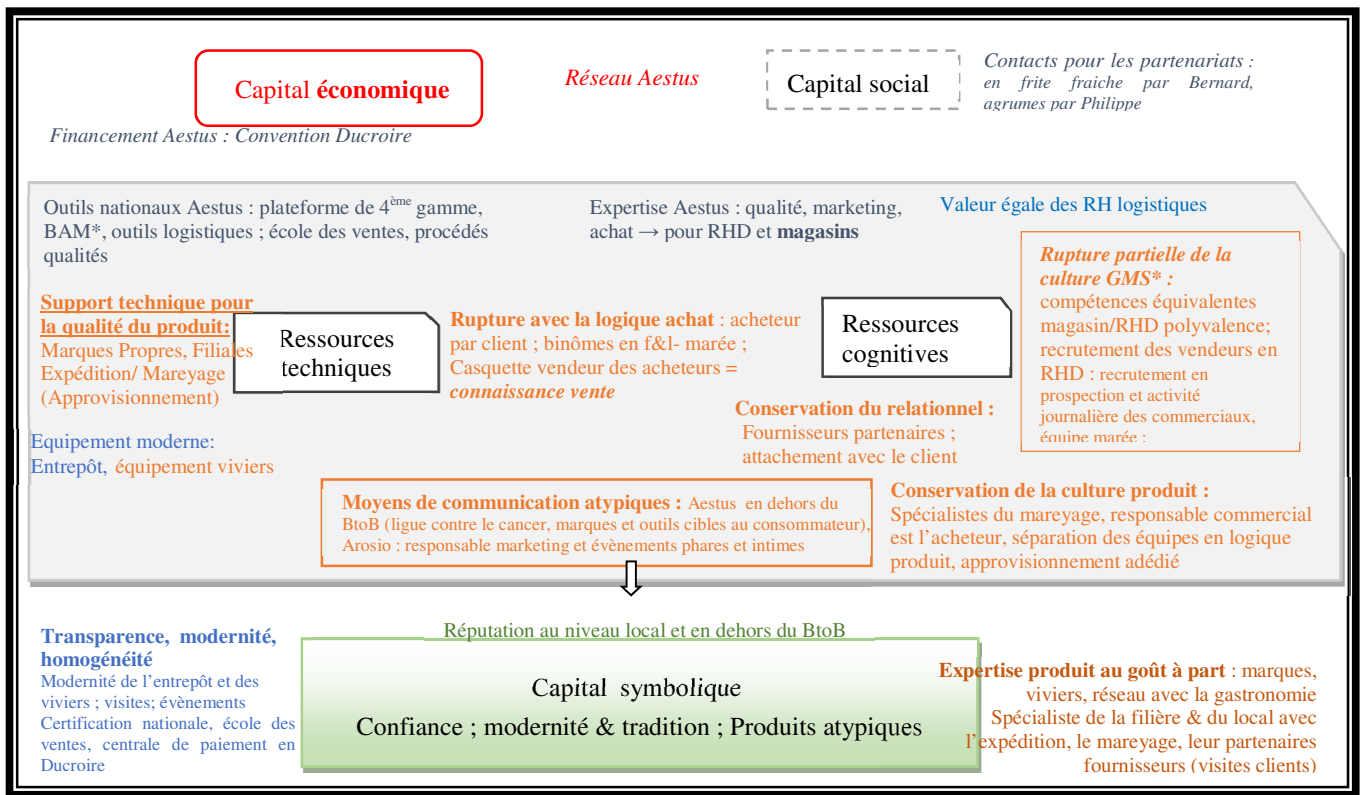 Capital économique
Réseau Aestus
Capital social
Contacts pour les partenariats :
en frite fraiche par Bernard,
agrumes par Philippe
Financement Aestus : Convention Ducroire
Outils nationaux Aestus : plateforme de 4ème gamme,
BAM*, outils logistiques ; école des ventes, procédés
qualités
Expertise Aestus : qualité, marketing,
achat → pour RHD et magasins
Valeur égale des RH logistiques
Support technique pour
la qualité du produit:
Marques Propres, Filiales
Expédition/ Mareyage
(Approvisionnement)
Ressources
techniques
Rupture avec la logique achat : acheteur
par client ; binômes en f&l- marée ;
Casquette vendeur des acheteurs =
connaissance vente
Ressources
cognitives
Rupture partielle de la
culture GMS* :
compétences équivalentes
magasin/RHD polyvalence;
recrutement des vendeurs en
RHD : recrutement en
prospection et activité
journalière des commerciaux,
équipe marée ;
Conservation du relationnel :
Fournisseurs partenaires ;
attachement avec le client
Equipement moderne:
Entrepôt, équipement viviers
Moyens de communication atypiques : Aestus en dehors du
BtoB (ligue contre le cancer, marques et outils cibles au consommateur),
Arosio : responsable marketing et évènements phares et intimes
Conservation de la culture produit :
Spécialistes du mareyage, responsable commercial
est l'acheteur, séparation des équipes en logique
produit, approvisionnement adédié
Transparence, modernité,
homogénéité
Modernité de l'entrepôt et des
viviers ; visites; évènements
Certification nationale, école des
ventes, centrale de paiement en
Ducroire
Réputation au niveau local et en dehors du BtoB
Capital symbolique
Confiance ; modernité & tradition ; Produits atypiques
Expertise produit au goût à part : marques,
viviers, réseau avec la gastronomie
Spécialiste de la filière & du local avec
l'expédition, le mareyage, leur partenaires
fournisseurs (visites clients)